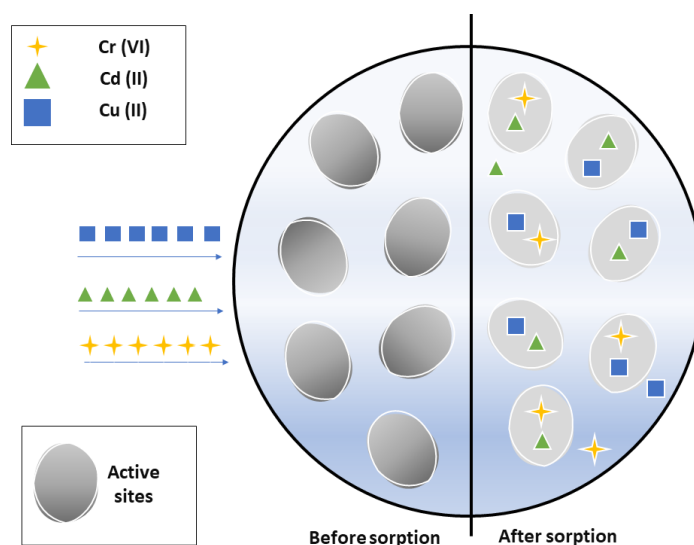 Cr (VI)
Cd (II)
Cu (II)
Active
sites
Before sorption
After sorption